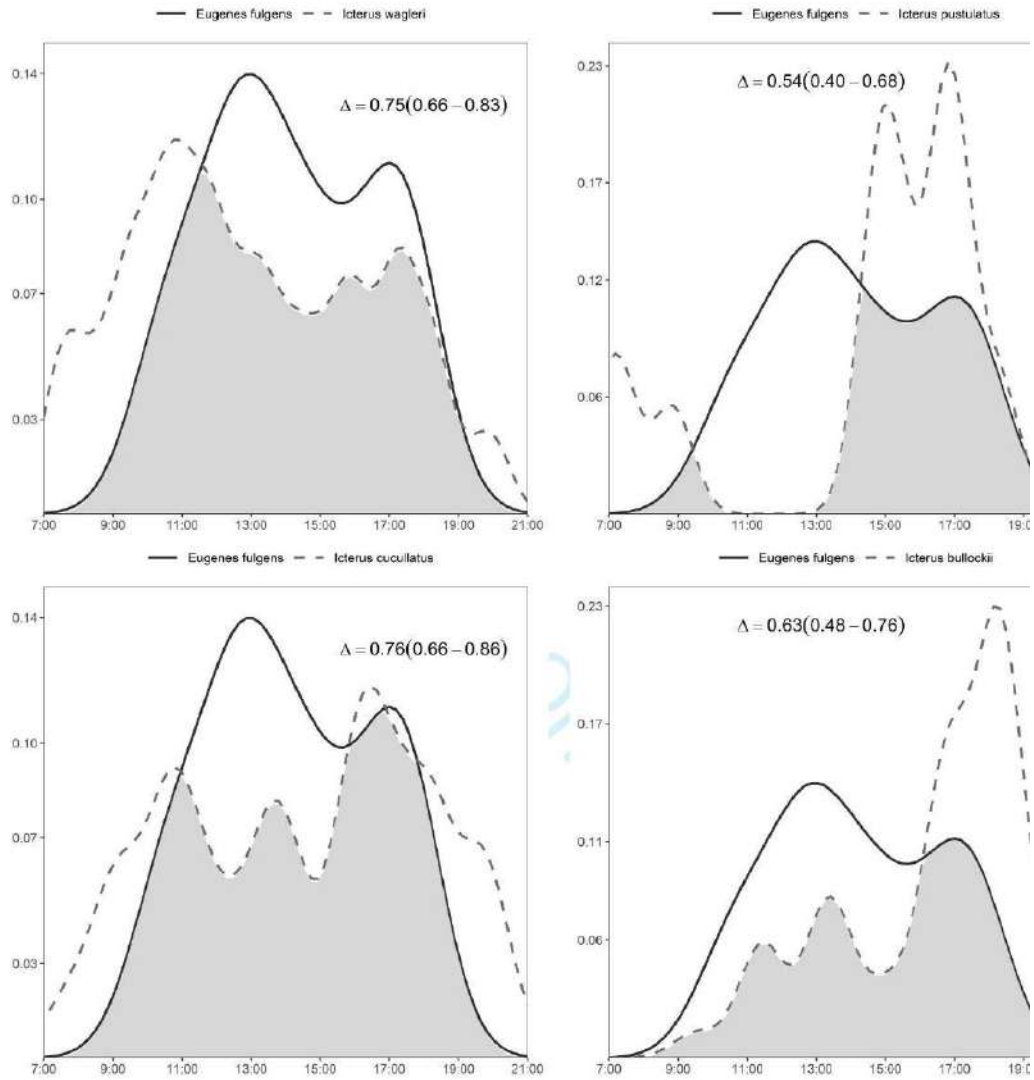 Eugenes fulgens Icterus wagleri
0.14
0.10
0.07
0.03
Δ = 0.75(0.66 – 0.83)
7:00 9:00 11:00 13:00 15:00 17:00 19:00 21:00
Eugenes fulgens Icterus pustulatus
0.23
0.17
0.12
0.06
Δ = 0.54(0.40 – 0.68)
7:00 9:00 11:00 13:00 15:00 17:00 19:0
Eugenes fulgens Icterus cucullatus
0.14
0.10
0.07
0.03
Δ = 0.76(0.66 – 0.86)
7:00 9:00 11:00 13:00 15:00 17:00 19:00 21:00
Eugenes fulgens Icterus bullockii
0.23
0.17
0.11
0.06
Δ = 0.63(0.48 – 0.76)
7:00 9:00 11:00 13:00 15:00 17:00 19:0